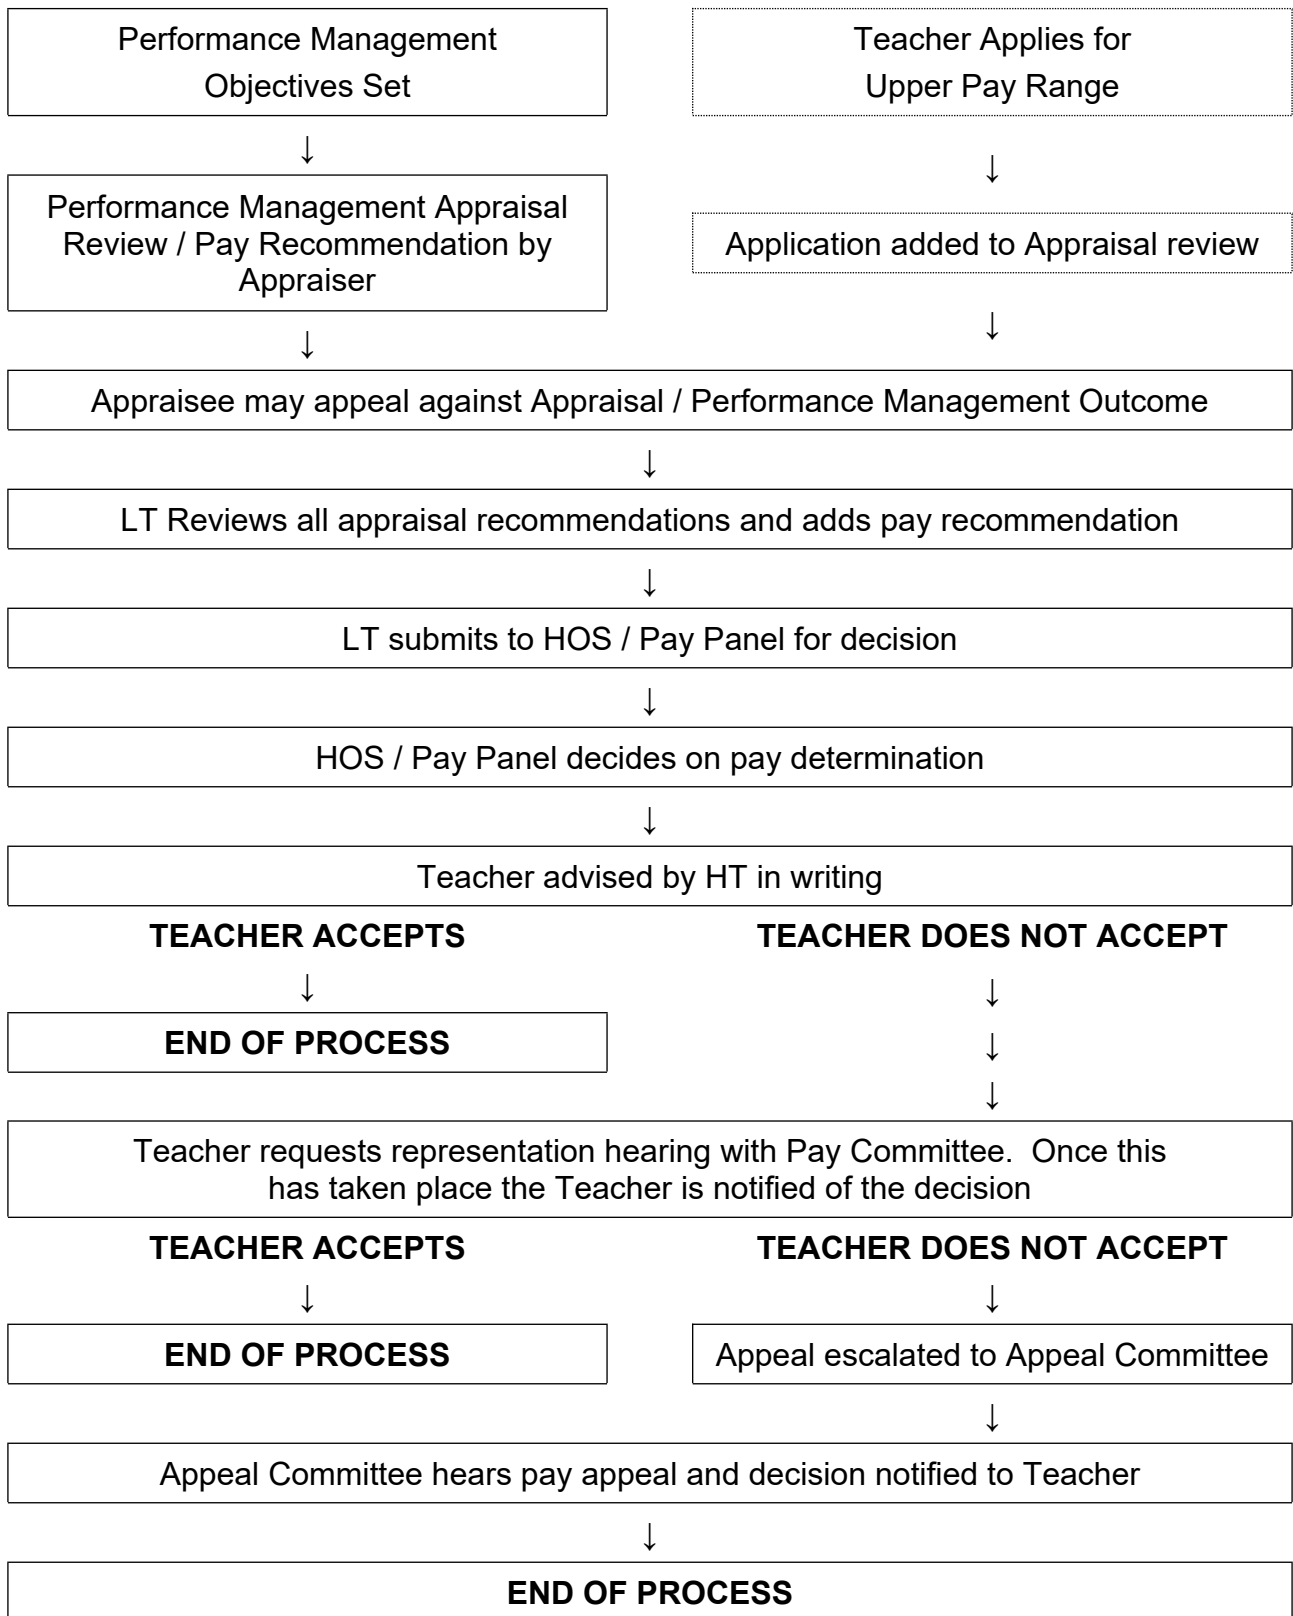 Performance Management
Objectives Set
Teacher Applies for
Upper Pay Range
↓
↓
Performance Management Appraisal
Review / Pay Recommendation by
Appraiser
Application added to Appraisal review
↓
↓
Appraisee may appeal against Appraisal / Performance Management Outcome
↓
LT Reviews all appraisal recommendations and adds pay recommendation
↓
LT submits to HOS / Pay Panel for decision
↓
HOS / Pay Panel decides on pay determination
↓
Teacher advised by HT in writing
TEACHER ACCEPTS
TEACHER DOES NOT ACCEPT
↓
↓
END OF PROCESS
↓
↓
Teacher requests representation hearing with Pay Committee.  Once this
has taken place the Teacher is notified of the decision
TEACHER ACCEPTS
TEACHER DOES NOT ACCEPT
↓
↓
END OF PROCESS
Appeal escalated to Appeal Committee
↓
Appeal Committee hears pay appeal and decision notified to Teacher
↓
END OF PROCESS